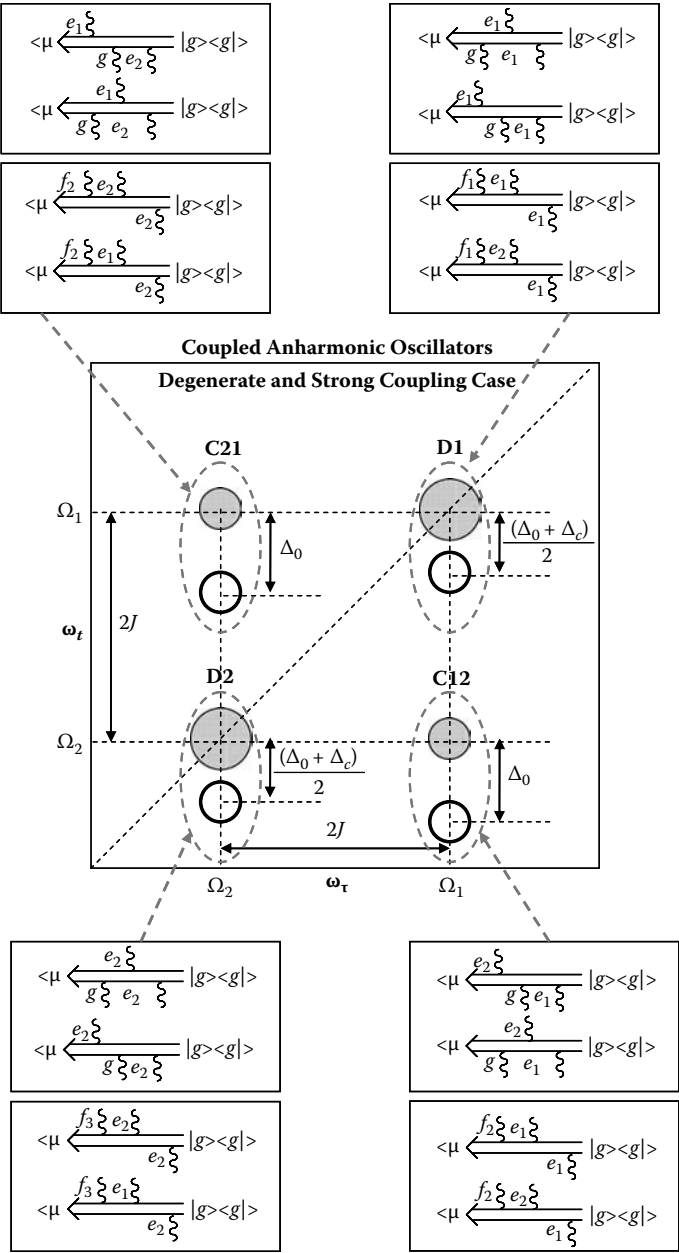 e₁
<μ |g><g|>
g e₂
e₁
<μ |g><g|>
g e₂
f₂ e₂
<μ |g><g|>
e₂
f₂ e₁
<μ |g><g|>
e₂
e₁
<μ |g><g|>
g e₁
e₁
<μ |g><g|>
g e₁
f₁ e₁
<μ |g><g|>
e₁
f₁ e₂
<μ |g><g|>
e₁
Coupled Anharmonic Oscillators
Degenerate and Strong Coupling Case
C21
D1
Ω₁
Δ₀
(Δ₀ + Δc)
2
ωt
2J
D2
C12
Ω₂
(Δ₀ + Δc)
2
Δ₀
2J
Ω₂
ωτ
Ω₁
e₂
<μ |g><g|>
g e₂
e₂
<μ |g><g|>
g e₂
f₃ e₂
<μ |g><g|>
e₂
f₃ e₁
<μ |g><g|>
e₂
e₂
<μ |g><g|>
g e₁
e₂
<μ |g><g|>
g e₁
f₂ e₁
<μ |g><g|>
e₁
f₂ e₂
<μ |g><g|>
e₁